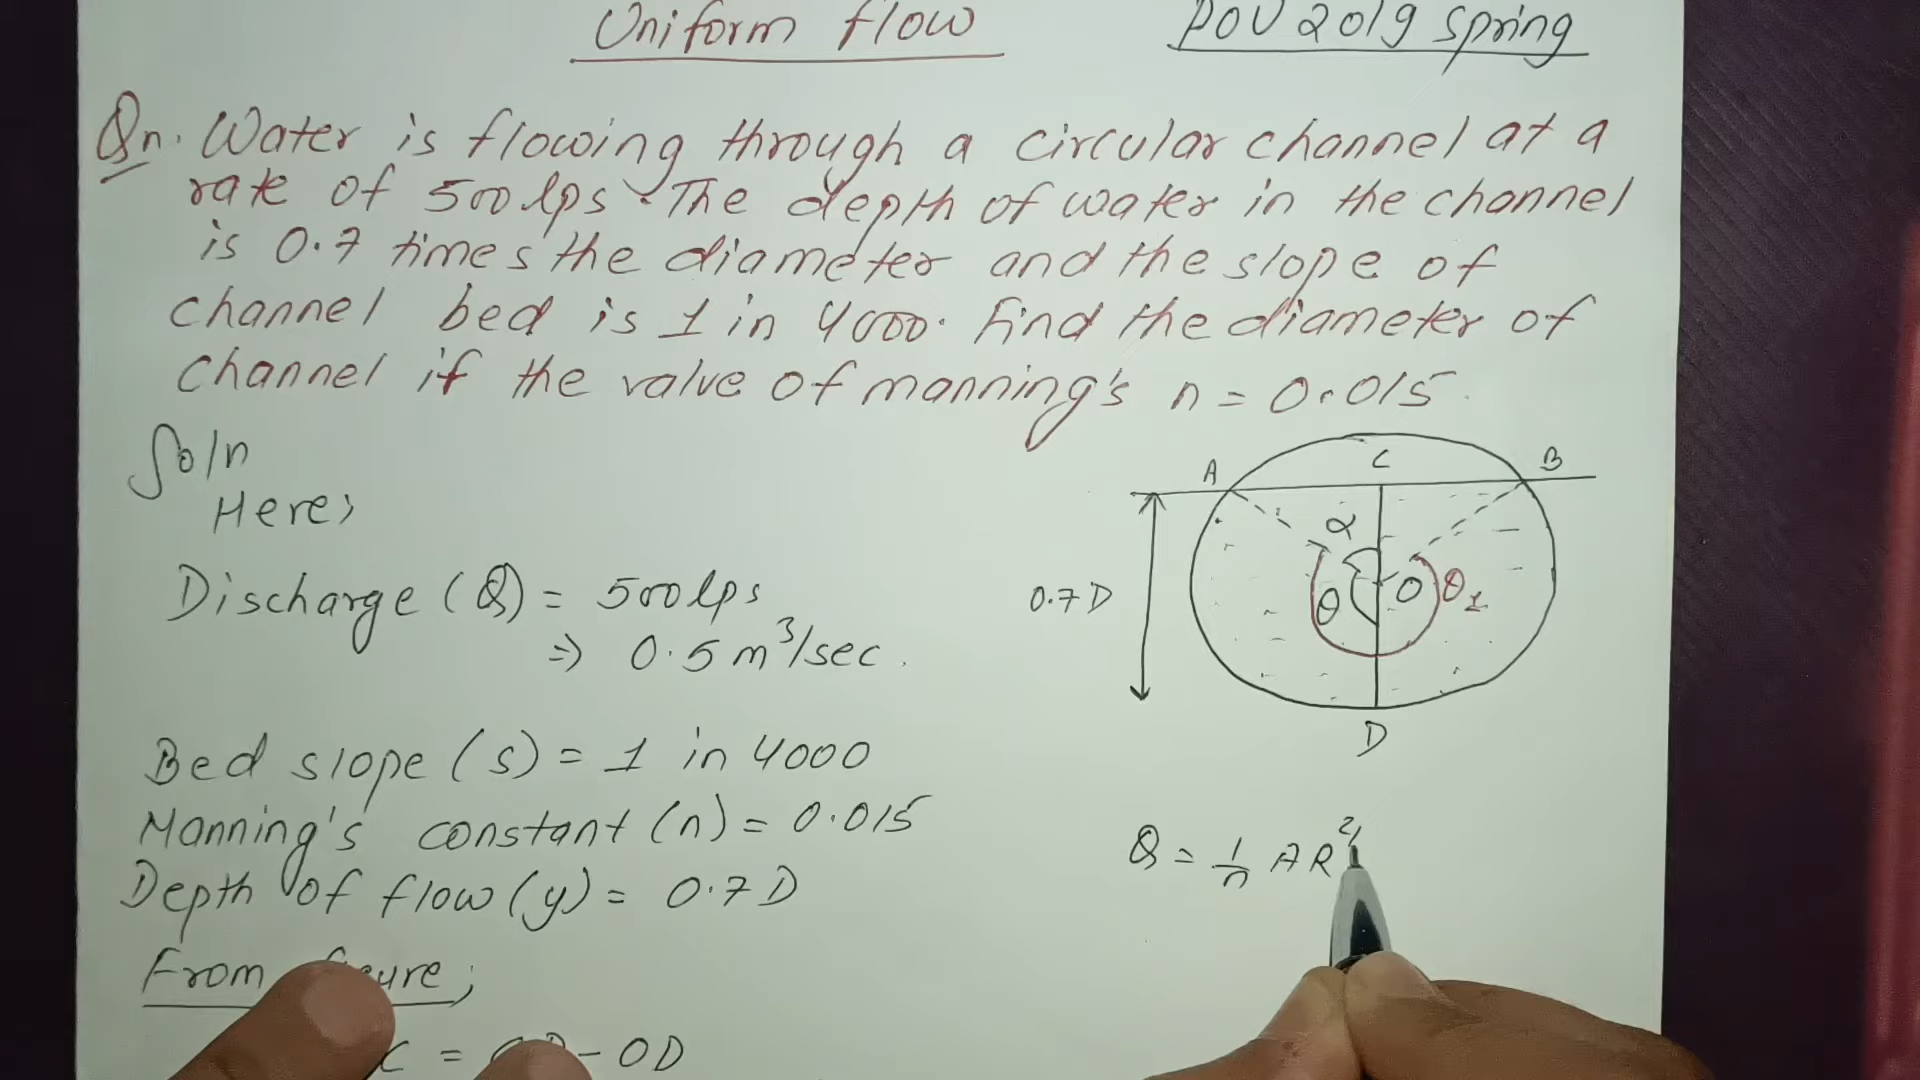 Uniform flow
POU 2019 spring
Qn. Water is flowing through a circular channel at a
rate of 500 lps. The depth of water in the channel
is 0.7 times the diameter and the slope of
channel bed is 1 in 4000. Find the diameter of
channel if the value of manning's n = 0.015.
Soln
Here;
Discharge (Q) = 500 lps
=> 0.5 m³/sec.
Bed slope (s) = 1 in 4000
Manning's constant (n) = 0.015
Depth of flow (y) = 0.7 D
From
C = - OD
A C B
α
0.7 D
θ O θ1
D
Q = 1/n A R